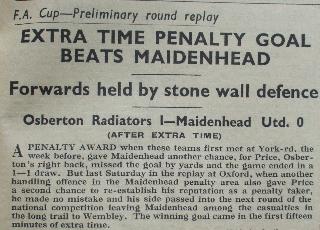 F.A. Cup—Preliminary round replay
EXTRA TIME PENALTY GOAL
BEATS MAIDENHEAD
Forwards held by stone wall defence
Osberton Radiators 1—Maidenhead Utd. 0
(AFTER EXTRA TIME)
A PENALTY AWARD when these teams first met at York-rd. the
week before, gave Maidenhead another chance, for Price, Osber-
ton's right back, missed the goal by yards and the game ended in a
1—1 draw. But last Saturday in the replay at Oxford, when another
handling offence in the Maidenhead penalty area also gave Price
a second chance to re-establish his reputation as a penalty taker,
he made no mistake and his side passed into the next round of the
national competition leaving Maidenhead among the casualties in
the long trail to Wembley. The winning goal came in the first fifteen
minutes of extra time.